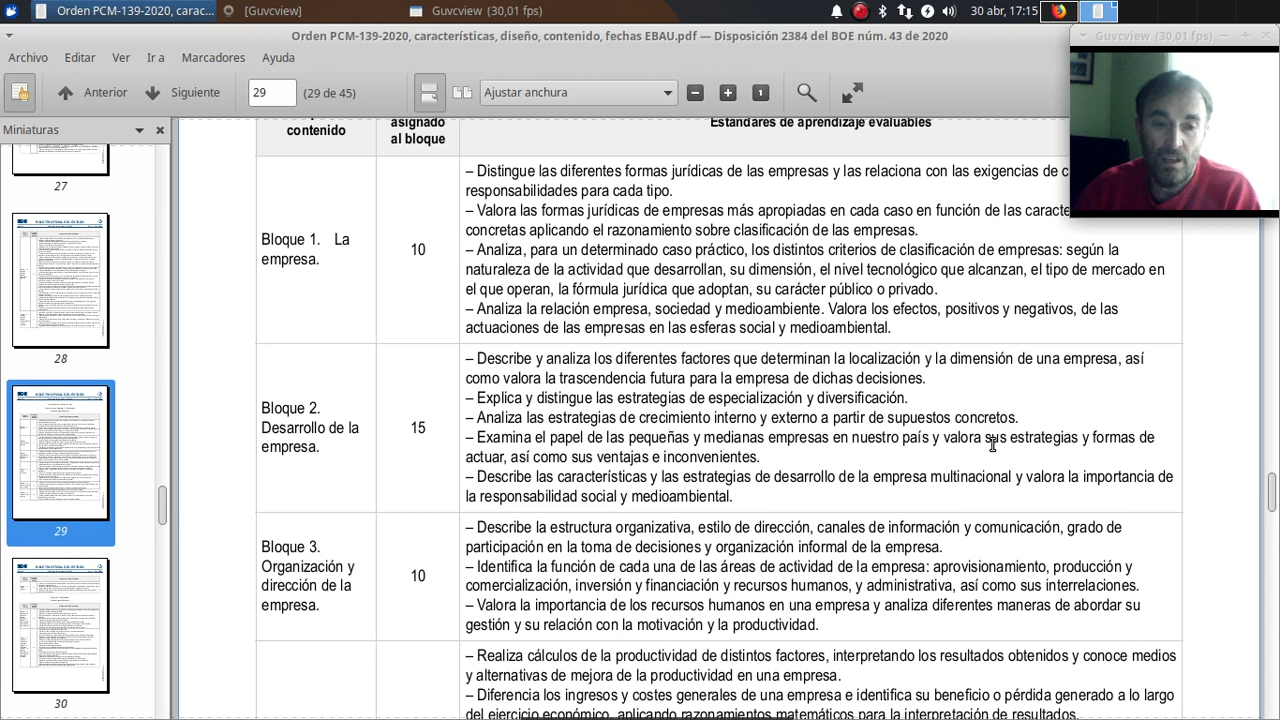 Orden PCM-139-2020, carac...
[Guvcview]
Guvcview (30,01 fps)
30 abr, 17:15
Orden PCM-139-2020, características, diseño, contenido, fechas EBAU.pdf — Disposición 2384 del BOE núm. 43 de 2020
Guvcview (30,01 fps)
Archivo Editar Ver Ir a Marcadores Ayuda
Anterior Siguiente 29 (29 de 45) Ajustar anchura
Miniaturas
27
28
29
30
contenido
asignado
al bloque
Estándares de aprendizaje evaluables
Bloque 1. La
empresa.
10
– Distingue las diferentes formas jurídicas de las empresas y las relaciona con las exigencias de c
responsabilidades para cada tipo.
– Valora las formas jurídicas de empresas más apropiadas en cada caso en función de las caracte
concretas aplicando el razonamiento sobre clasificación de las empresas.
– Analiza, para un determinado caso práctico, los distintos criterios de clasificación de empresas: según la
naturaleza de la actividad que desarrollan, su dimensión, el nivel tecnológico que alcanzan, el tipo de mercado en
el que operan, la fórmula jurídica que adoptan, su carácter público o privado.
– Analiza la relación empresa, sociedad y medioambiente. Valora los efectos, positivos y negativos, de las
actuaciones de las empresas en las esferas social y medioambiental.
Bloque 2.
Desarrollo de la
empresa.
15
– Describe y analiza los diferentes factores que determinan la localización y la dimensión de una empresa, así
como valora la trascendencia futura para la empresa de dichas decisiones.
– Explica y distingue las estrategias de especialización y diversificación.
– Analiza las estrategias de crecimiento interno y externo a partir de supuestos concretos.
– Examina el papel de las pequeñas y medianas empresas en nuestro país y valora sus estrategias y formas de
actuar, así como sus ventajas e inconvenientes.
– Describe las características y las estrategias de desarrollo de la empresa multinacional y valora la importancia de
la responsabilidad social y medioambiental.
Bloque 3.
Organización y
dirección de la
empresa.
10
– Describe la estructura organizativa, estilo de dirección, canales de información y comunicación, grado de
participación en la toma de decisiones y organización informal de la empresa.
– Identifica la función de cada una de las áreas de actividad de la empresa: aprovisionamiento, producción y
comercialización, inversión y financiación y recursos humanos, y administrativa, así como sus interrelaciones.
– Valora la importancia de los recursos humanos en una empresa y analiza diferentes maneras de abordar su
gestión y su relación con la motivación y la productividad.
– Realiza cálculos de la productividad de distintos factores, interpretando los resultados obtenidos y conoce medios
y alternativas de mejora de la productividad en una empresa.
– Diferencia los ingresos y costes generales de una empresa e identifica su beneficio o pérdida generado a lo largo
del ejercicio económico, aplicando razonamientos matemáticos para la interpretación de resultados.